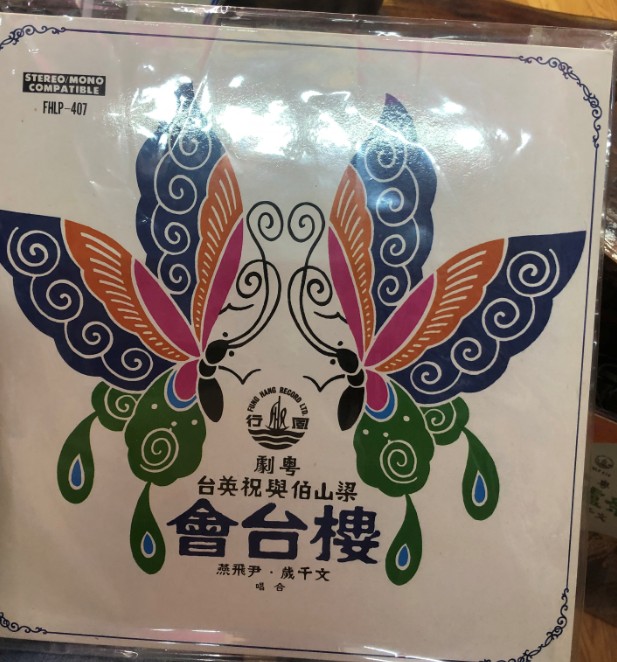 STEREO/MONO
COMPATIBLE
FHLP-407
FUNG HANG RECORD LTD.
風行
粵劇
梁山伯與祝英台
樓台會
文千歲·尹飛燕
合唱